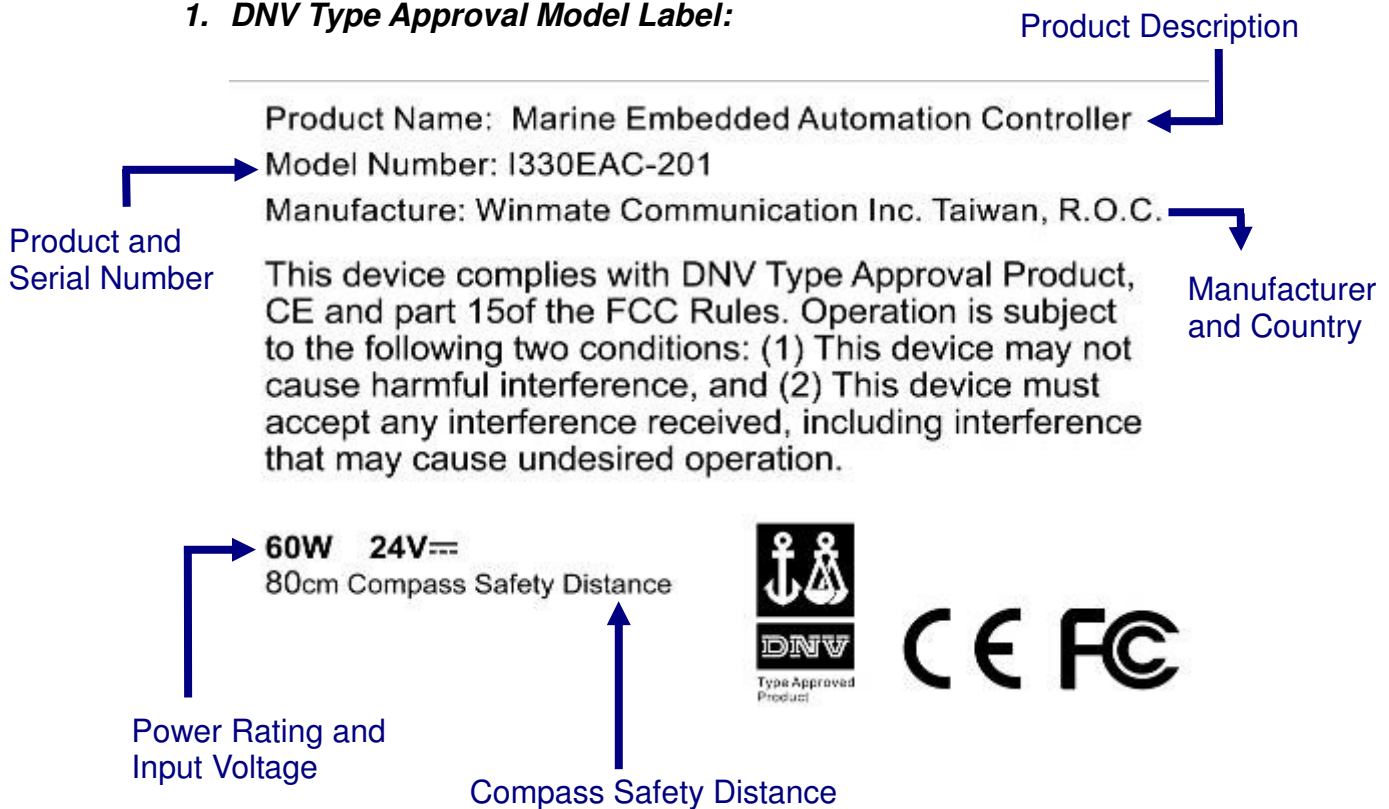 1. DNV Type Approval Model Label:
Product Description
Product Name: Marine Embedded Automation Controller
Model Number: I330EAC-201
Manufacture: Winmate Communication Inc. Taiwan, R.O.C.
Product and
Serial Number
Manufacturer
and Country
This device complies with DNV Type Approval Product,
CE and part 15of the FCC Rules. Operation is subject
to the following two conditions: (1) This device may not
cause harmful interference, and (2) This device must
accept any interference received, including interference
that may cause undesired operation.
60W 24V⎓
80cm Compass Safety Distance
DNV
Type Approved
Product
CE FC
Power Rating and
Input Voltage
Compass Safety Distance